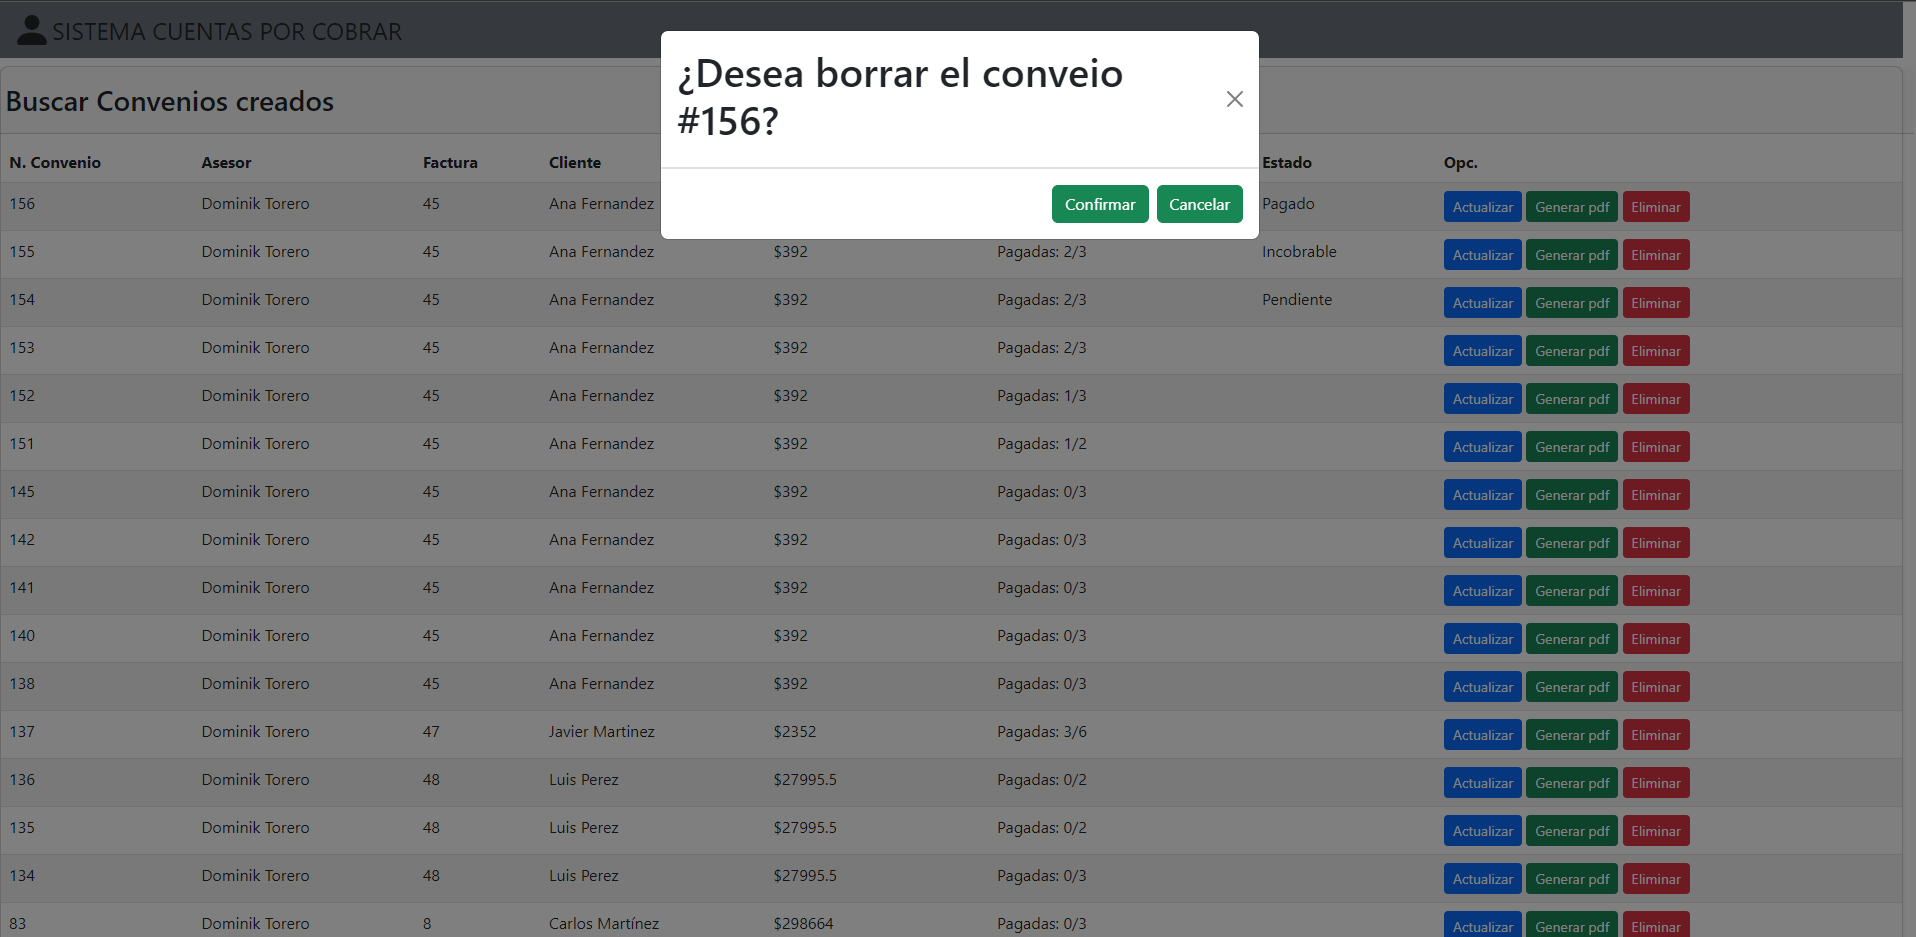 SISTEMA CUENTAS POR COBRAR
¿Desea borrar el conveio
#156?
Confirmar Cancelar
Buscar Convenios creados
N. Convenio Asesor Factura Cliente Estado Opc.
156 Dominik Torero 45 Ana Fernandez Pagado Actualizar Generar pdf Eliminar
155 Dominik Torero 45 Ana Fernandez $392 Pagadas: 2/3 Incobrable Actualizar Generar pdf Eliminar
154 Dominik Torero 45 Ana Fernandez $392 Pagadas: 2/3 Pendiente Actualizar Generar pdf Eliminar
153 Dominik Torero 45 Ana Fernandez $392 Pagadas: 2/3 Actualizar Generar pdf Eliminar
152 Dominik Torero 45 Ana Fernandez $392 Pagadas: 1/3 Actualizar Generar pdf Eliminar
151 Dominik Torero 45 Ana Fernandez $392 Pagadas: 1/2 Actualizar Generar pdf Eliminar
145 Dominik Torero 45 Ana Fernandez $392 Pagadas: 0/3 Actualizar Generar pdf Eliminar
142 Dominik Torero 45 Ana Fernandez $392 Pagadas: 0/3 Actualizar Generar pdf Eliminar
141 Dominik Torero 45 Ana Fernandez $392 Pagadas: 0/3 Actualizar Generar pdf Eliminar
140 Dominik Torero 45 Ana Fernandez $392 Pagadas: 0/3 Actualizar Generar pdf Eliminar
138 Dominik Torero 45 Ana Fernandez $392 Pagadas: 0/3 Actualizar Generar pdf Eliminar
137 Dominik Torero 47 Javier Martinez $2352 Pagadas: 3/6 Actualizar Generar pdf Eliminar
136 Dominik Torero 48 Luis Perez $27995.5 Pagadas: 0/2 Actualizar Generar pdf Eliminar
135 Dominik Torero 48 Luis Perez $27995.5 Pagadas: 0/2 Actualizar Generar pdf Eliminar
134 Dominik Torero 48 Luis Perez $27995.5 Pagadas: 0/3 Actualizar Generar pdf Eliminar
83 Dominik Torero 8 Carlos Martínez $298664 Pagadas: 0/3 Actualizar Generar pdf Eliminar